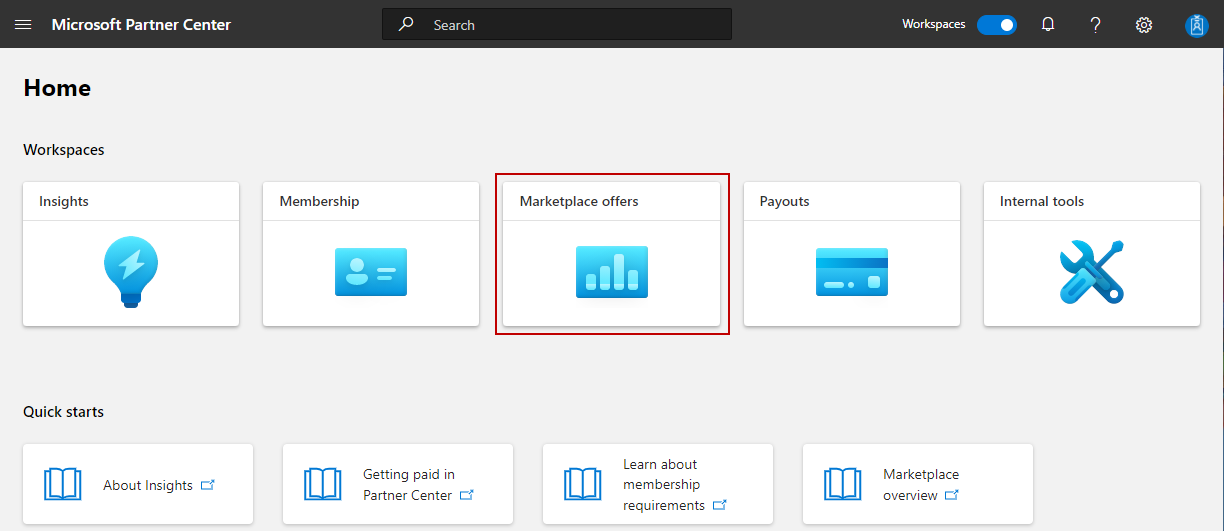 Microsoft Partner Center
Search
Workspaces
Home
Workspaces
Insights
Membership
Marketplace offers
Payouts
Internal tools
Quick starts
About Insights
Getting paid in
Partner Center
Learn about
membership
requirements
Marketplace
overview